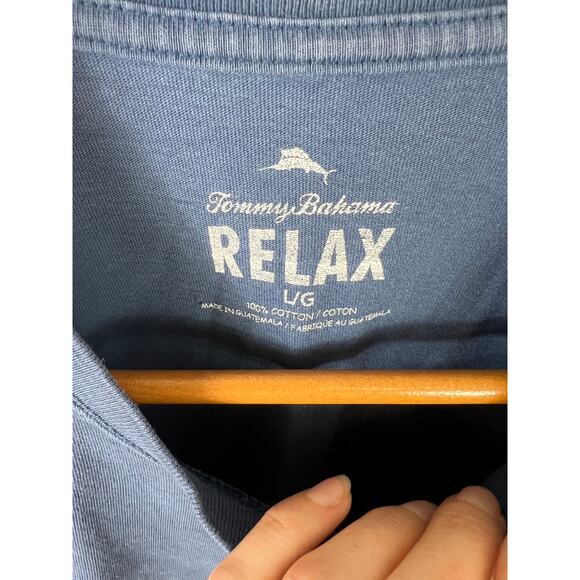 Tommy Bahama
RELAX
L/G
100% COTTON / COTON
MADE IN GUATEMALA / FABRIQUE AU GUATEMALA